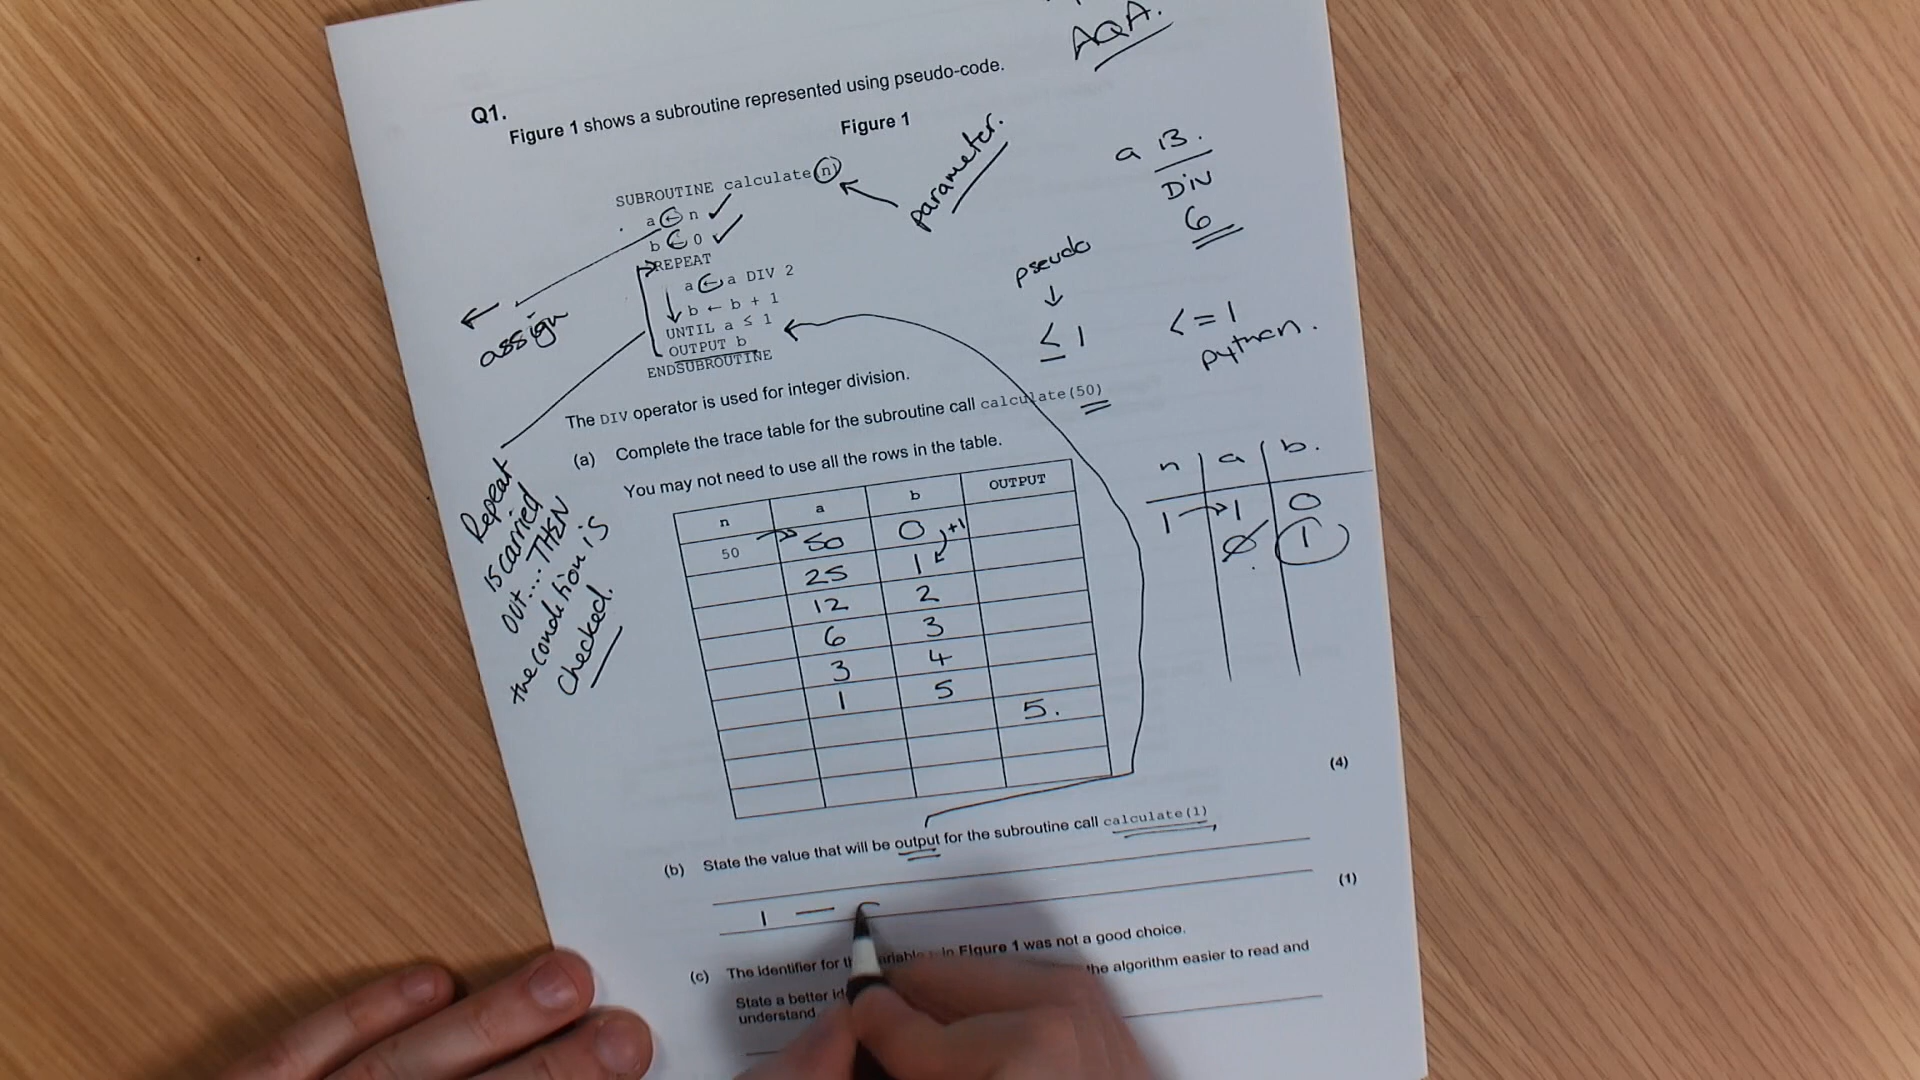 AQA.
Q1.
Figure 1 shows a subroutine represented using pseudo-code.
Figure 1
SUBROUTINE calculate(n)
a ← n
b ← 0
REPEAT
a ← a DIV 2
b ← b + 1
UNTIL a ≤ 1
OUTPUT b
ENDSUBROUTINE
parameter.
assign
a 13.
DIV
6
pseudo
↓
≤ 1
<=1
python.
The DIV operator is used for integer division.
(a) Complete the trace table for the subroutine call calculate(50)
You may not need to use all the rows in the table.
Repeat
is carried
out.... THEN
the condition is
checked.
n a b OUTPUT
50 50 0 +1
25 1
12 2
6 3
3 4
1 5
5.
n a b.
1 → 1 0
0 1
(4)
(b) State the value that will be output for the subroutine call calculate(1)
1 —
(1)
(c) The identifier for the variable in Figure 1 was not a good choice.
State a better the algorithm easier to read and
understand